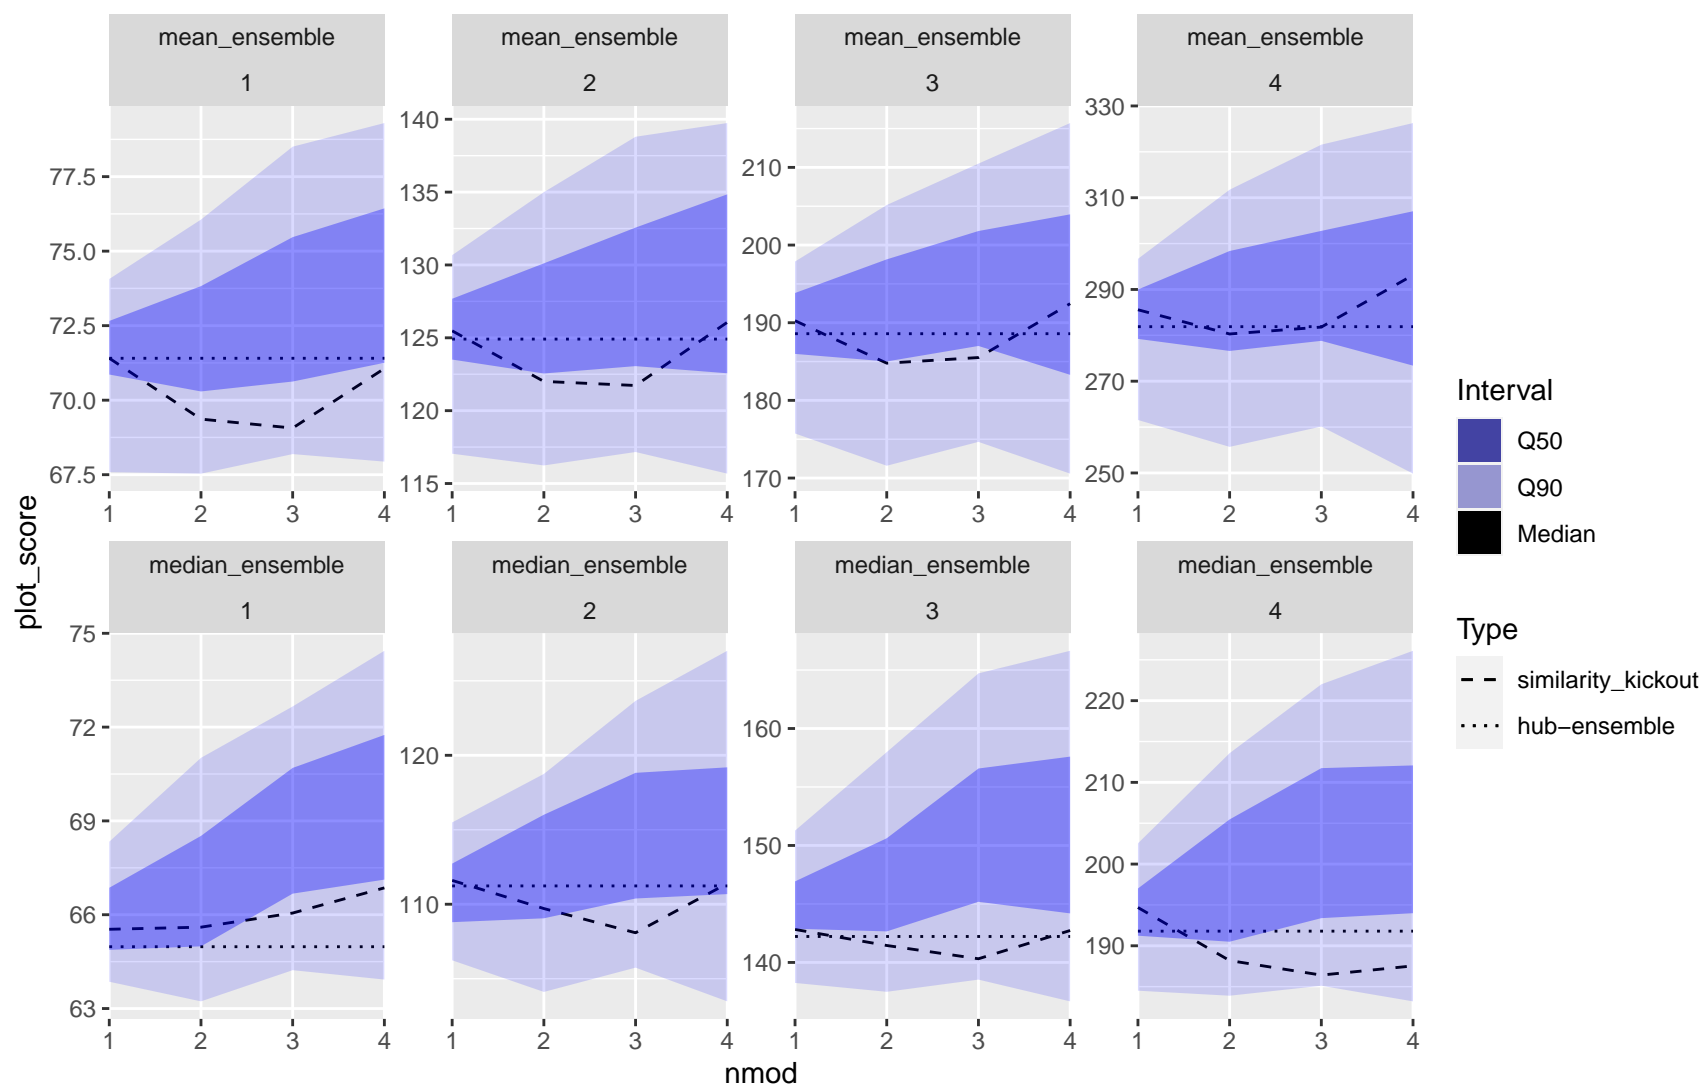 mean_ensemble
1
mean_ensemble
2
mean_ensemble
3
mean_ensemble
4
77.5
75.0
72.5
70.0
67.5
1 2 3 4
140
135
130
125
120
115
1 2 3 4
210
200
190
180
170
1 2 3 4
330
310
290
270
250
1 2 3 4
plot_score
median_ensemble
1
median_ensemble
2
median_ensemble
3
median_ensemble
4
75
72
69
66
63
1 2 3 4
120
110
1 2 3 4
160
150
140
1 2 3 4
220
210
200
190
1 2 3 4
nmod
Interval
Q50
Q90
Median
Type
similarity_kickout
hub−ensemble